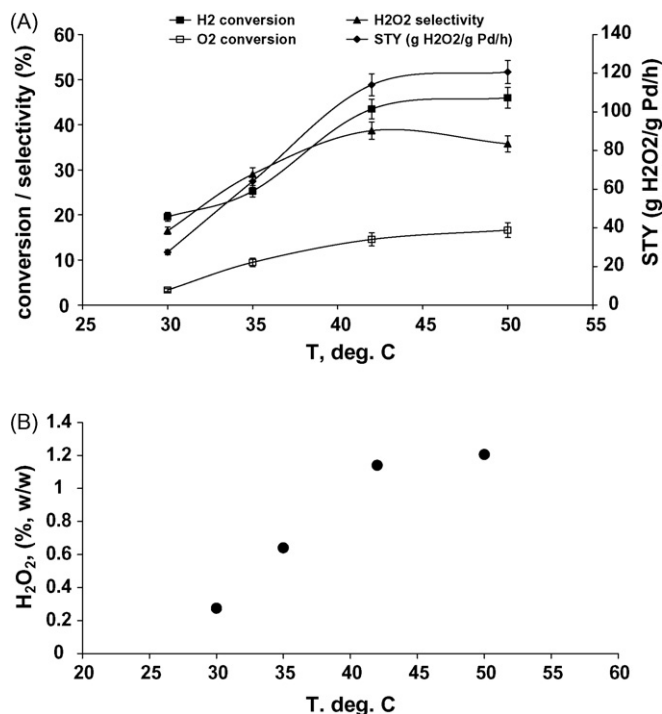 (A)
H2 conversion
H2O2 selectivity
O2 conversion
STY (g H2O2/g Pd/h)
conversion / selectivity (%)
60
50
40
30
20
10
0
140
120
100
80
60
40
20
0
STY (g H2O2/g Pd/h)
25 30 35 40 45 50 55
T, deg. C
(B)
H₂O₂, (%, w/w)
1.4
1.2
1
0.8
0.6
0.4
0.2
0
20 25 30 35 40 45 50 55 60
T. deg. C